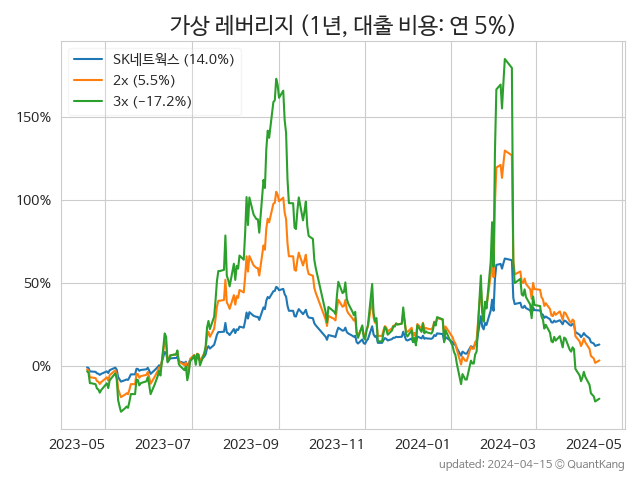 가상 레버리지 (1년, 대출 비용: 연 5%)
SK네트웍스 (14.0%)
2x (5.5%)
3x (−17.2%)
150%
100%
50%
0%
2023-05 2023-07 2023-09 2023-11 2024-01 2024-03 2024-05
updated: 2024-04-15 © QuantKang